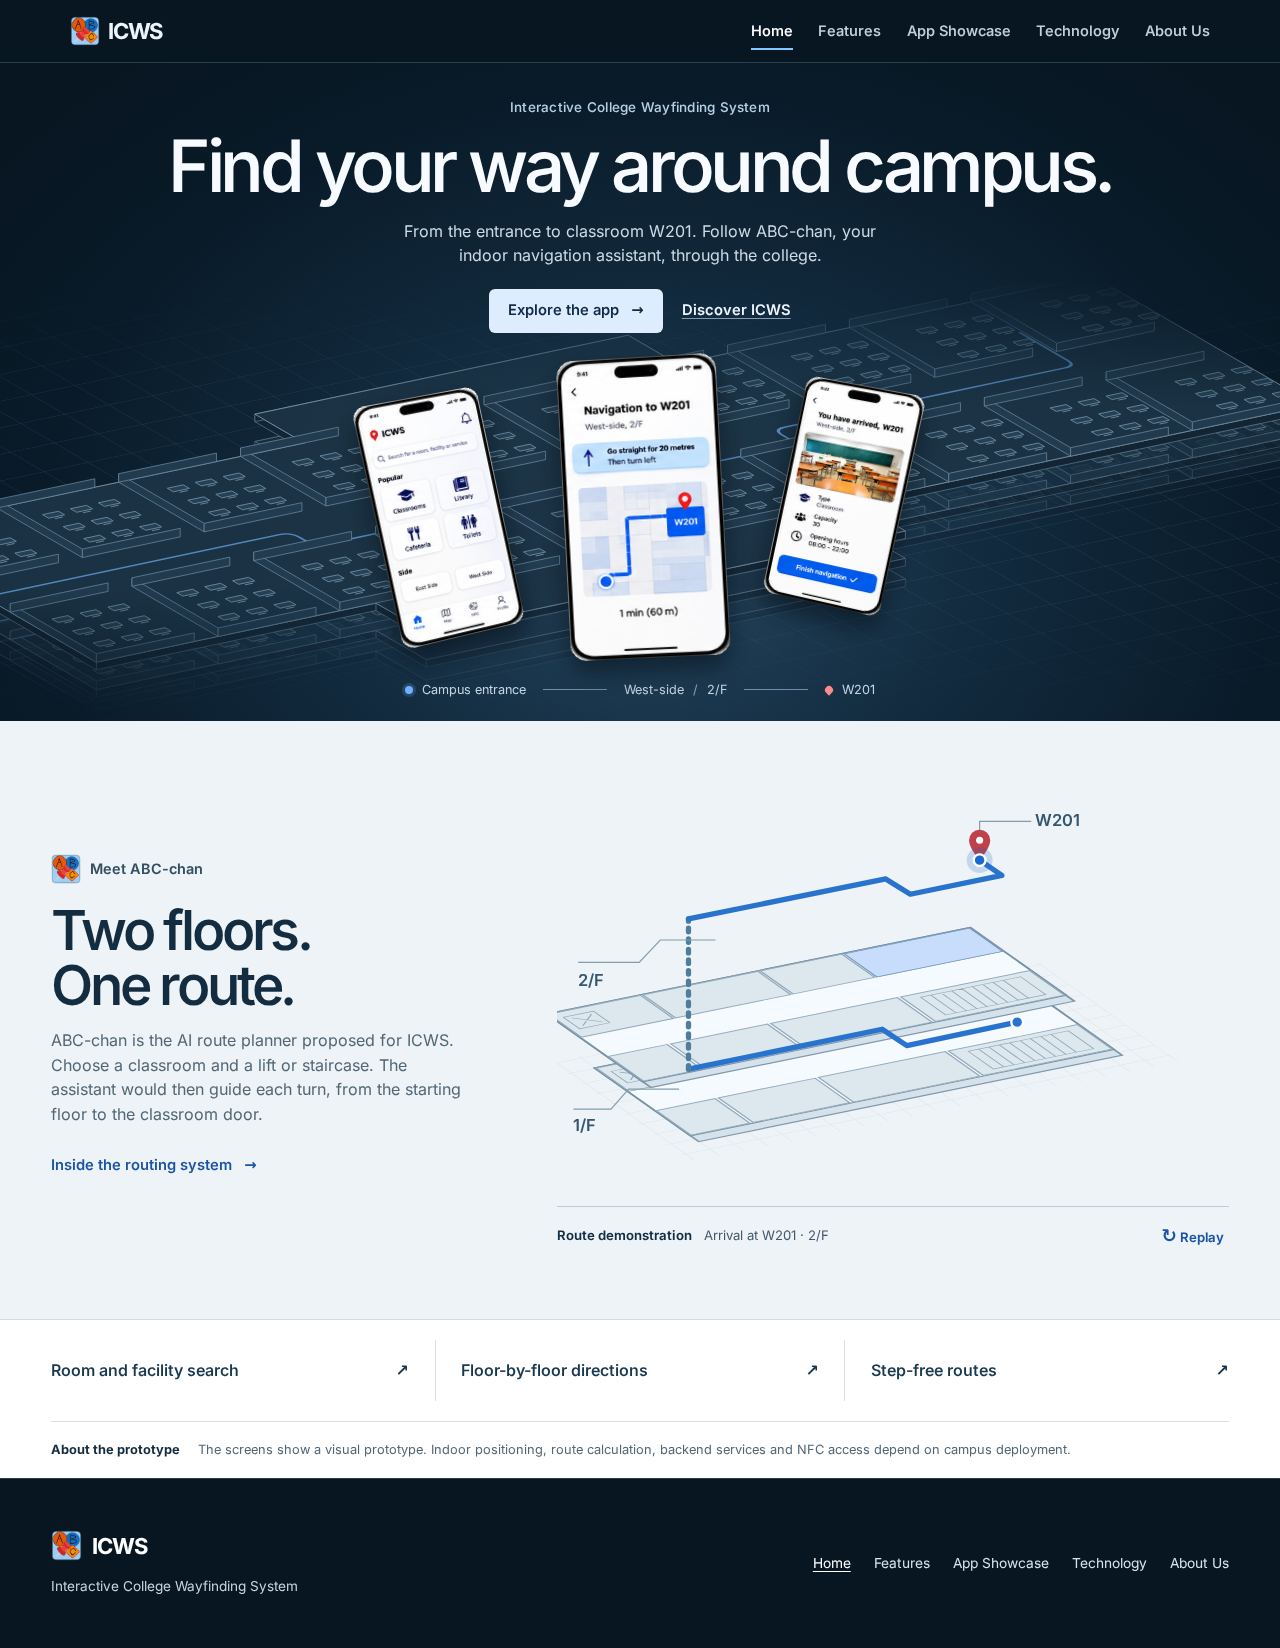 ICWS
Home Features App Showcase Technology About Us
Interactive College Wayfinding System
Find your way around campus.
From the entrance to classroom W201. Follow ABC-chan, your
indoor navigation assistant, through the college.
Explore the app → Discover ICWS
9:41
ICWS
Search for a room, facility or service
Popular
Classrooms
Library
Cafeteria
Toilets
Side
East Side
West Side
Home
Map
Profile
9:41
Navigation to W201
West-side, 2/F
Go straight for 20 metres
Then turn left
W201
1 min (60 m)
9:41
You have arrived, W201
West-side, 2/F
Type
Classroom
Capacity
30
Opening hours
08:00 - 22:00
Finish navigation ✓
Campus entrance
West-side / 2/F
W201
Meet ABC-chan
Two floors.
One route.
ABC-chan is the AI route planner proposed for ICWS.
Choose a classroom and a lift or staircase. The
assistant would then guide each turn, from the starting
floor to the classroom door.
Inside the routing system →
W201
2/F
1/F
Route demonstration Arrival at W201 · 2/F
↻ Replay
Room and facility search ↗
Floor-by-floor directions ↗
Step-free routes ↗
About the prototype The screens show a visual prototype. Indoor positioning, route calculation, backend services and NFC access depend on campus deployment.
ICWS
Interactive College Wayfinding System
Home Features App Showcase Technology About Us